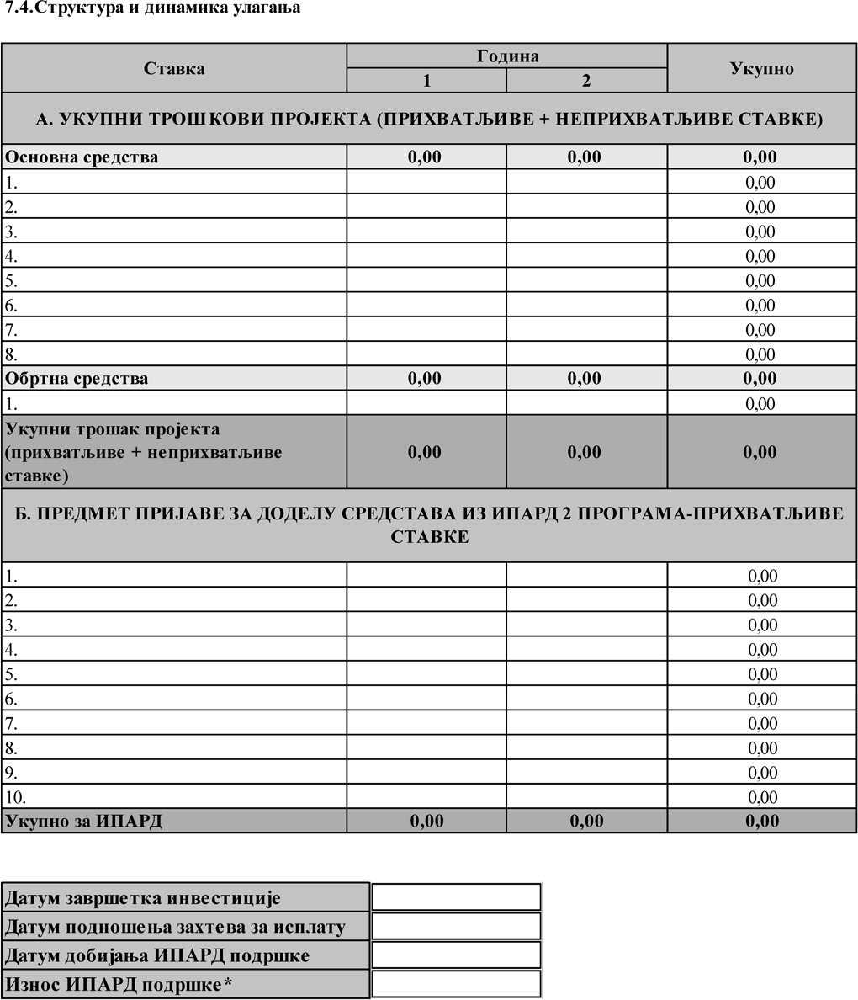 7.4.Структура и динамика улагања
Ставка Година Укупно
1 2
А. УКУПНИ ТРОШКОВИ ПРОЈЕКТА (ПРИХВАТЉИВЕ + НЕПРИХВАТЉИВЕ СТАВКЕ)
Основна средства 0,00 0,00 0,00
1. 0,00
2. 0,00
3. 0,00
4. 0,00
5. 0,00
6. 0,00
7. 0,00
8. 0,00
Обртна средства 0,00 0,00 0,00
1. 0,00
Укупни трошак пројекта
(прихватљиве + неприхватљиве 0,00 0,00 0,00
ставке)
Б. ПРЕДМЕТ ПРИЈАВЕ ЗА ДОДЕЛУ СРЕДСТАВА ИЗ ИПАРД 2 ПРОГРАМА-ПРИХВАТЉИВЕ
СТАВКЕ
1. 0,00
2. 0,00
3. 0,00
4. 0,00
5. 0,00
6. 0,00
7. 0,00
8. 0,00
9. 0,00
10. 0,00
Укупно за ИПАРД 0,00 0,00 0,00
Датум завршетка инвестиције
Датум подношења захтева за исплату
Датум добијања ИПАРД подршке
Износ ИПАРД подршке*